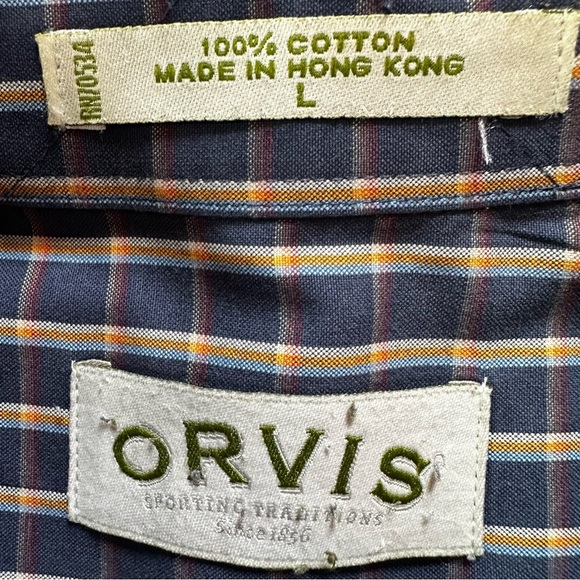 100% COTTON
MADE IN HONG KONG
L
RN70534
ORVIS
SPORTING TRADITIONS
SINCE 1856